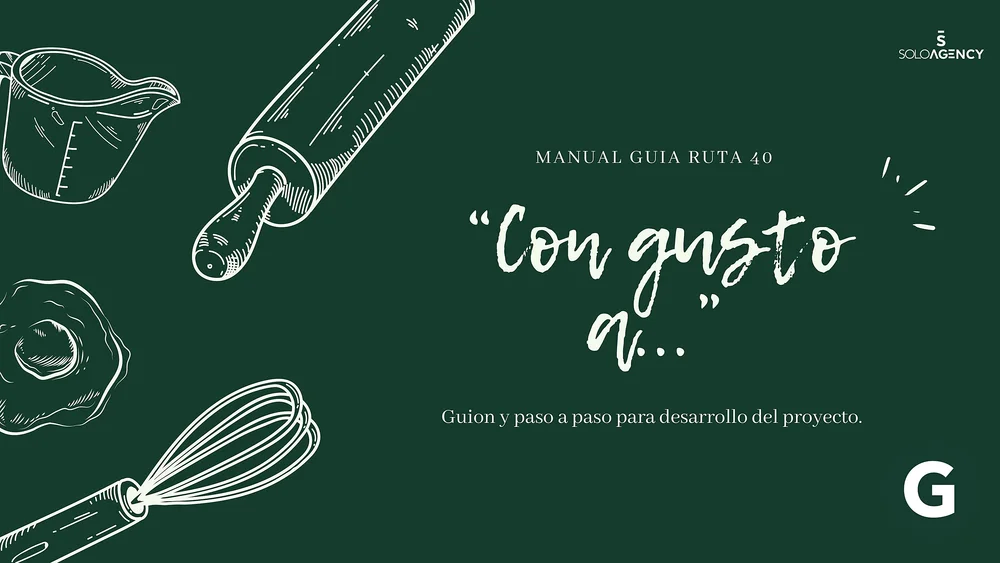 S
SOLOAGENCY
MANUAL GUIA RUTA 40
“Con gusto
a...”
Guion y paso a paso para desarrollo del proyecto.
G